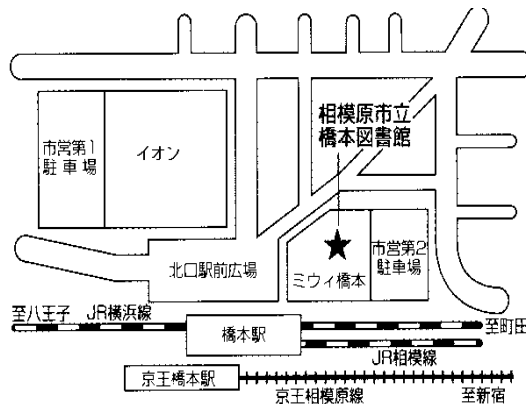 相模原市立
橋本図書館
市営第1
駐車場
イオン
北口駅前広場
ミウィ橋本
市営第2
駐車場
至八王子
JR横浜線
橋本駅
至町田
JR相模線
京王橋本駅
京王相模原線
至新宿